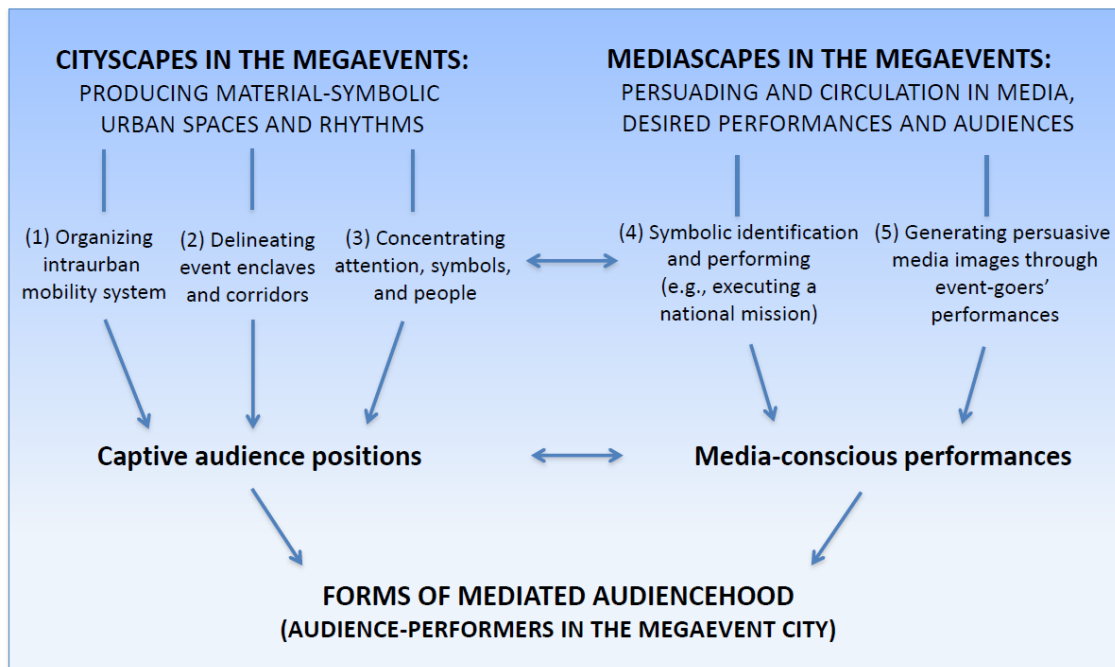 CITYSCAPES IN THE MEGAEVENTS:
PRODUCING MATERIAL-SYMBOLIC
URBAN SPACES AND RHYTHMS
MEDIASCAPES IN THE MEGAEVENTS:
PERSUADING AND CIRCULATION IN MEDIA,
DESIRED PERFORMANCES AND AUDIENCES
(1) Organizing
intraurban
mobility system
(2) Delineating
event enclaves
and corridors
(3) Concentrating
attention, symbols,
and people
(4) Symbolic identification
and performing
(e.g., executing a
national mission)
(5) Generating persuasive
media images through
event-goers’
performances
Captive audience positions
Media-conscious performances
FORMS OF MEDIATED AUDIENCEHOOD
(AUDIENCE-PERFORMERS IN THE MEGAEVENT CITY)